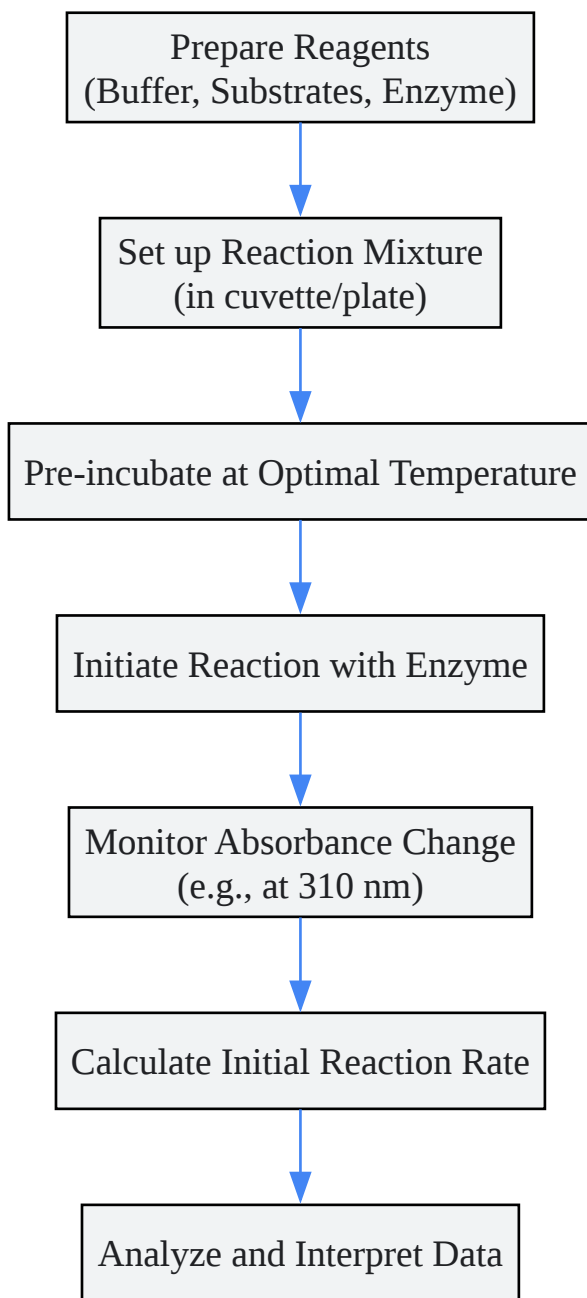 Prepare Reagents
(Buffer, Substrates, Enzyme)
Set up Reaction Mixture
(in cuvette/plate)
Pre-incubate at Optimal Temperature
Initiate Reaction with Enzyme
Monitor Absorbance Change
(e.g., at 310 nm)
Calculate Initial Reaction Rate
Analyze and Interpret Data